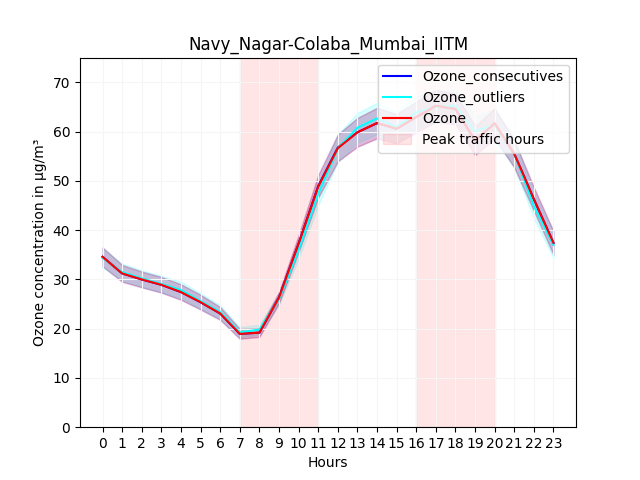 Navy_Nagar-Colaba_Mumbai_IITM
Ozone_consecutives
Ozone_outliers
Ozone
Peak traffic hours
Ozone concentration in µg/m³
70
60
50
40
30
20
10
0
0 1 2 3 4 5 6 7 8 9 10 11 12 13 14 15 16 17 18 19 20 21 22 23
Hours